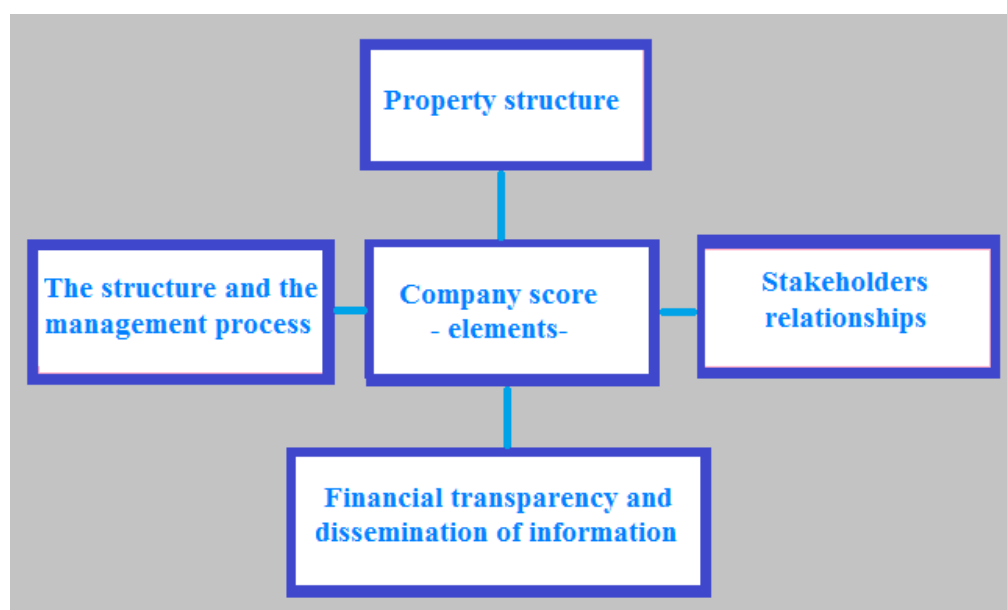 Property structure
The structure and the
management process
Company score
- elements-
Stakeholders
relationships
Financial transparency and
dissemination of information